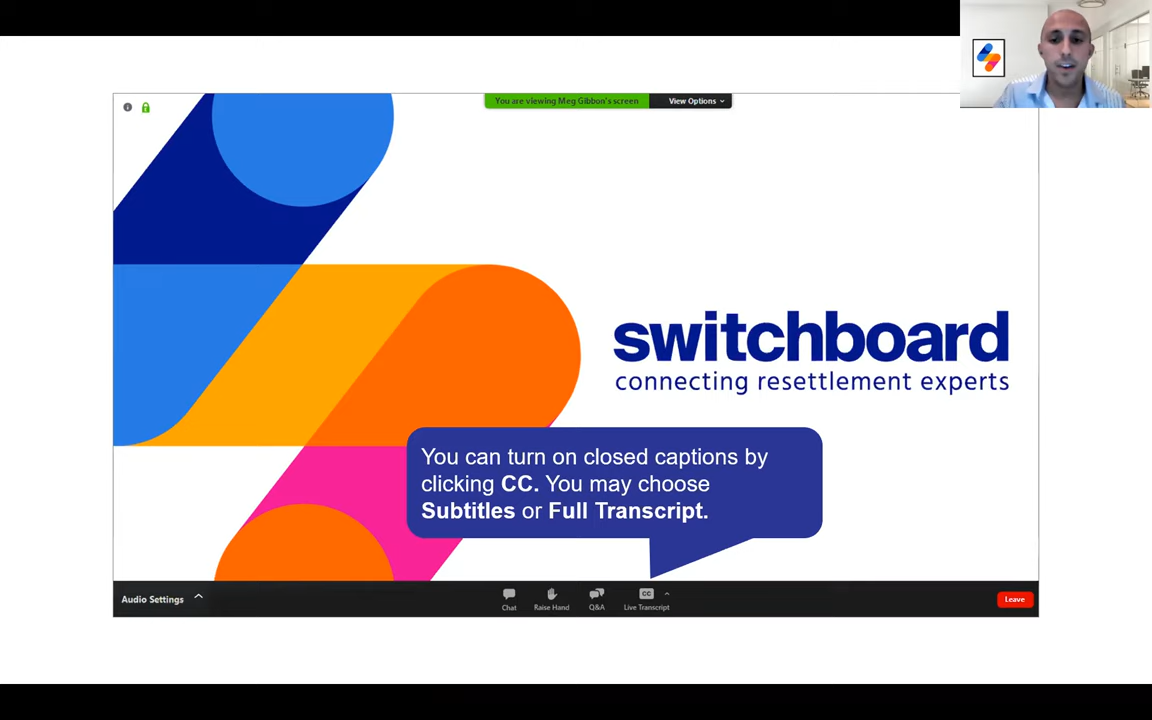 You are viewing Meg Gibbon's screen
View Options
switchboard
connecting resettlement experts
You can turn on closed captions by
clicking CC. You may choose
Subtitles or Full Transcript.
Audio Settings
CC
Chat
Raise Hand
Q&A
Live Transcript
Leave